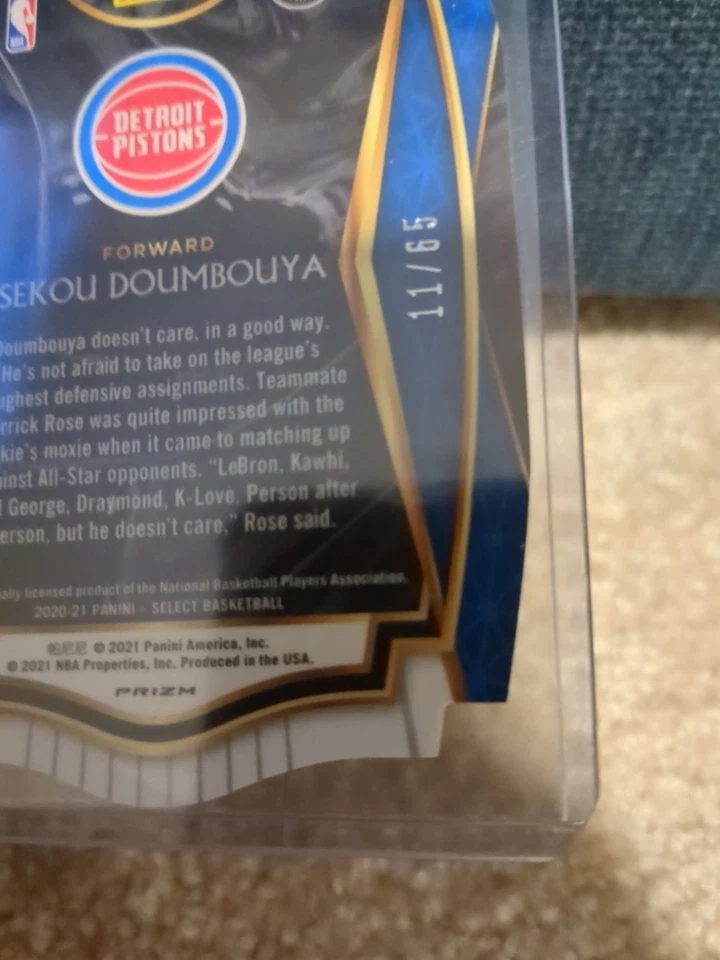 NBA
DETROIT
PISTONS
FORWARD
SEKOU DOUMBOUYA
Doumbouya doesn't care, in a good way.
He's not afraid to take on the league's
ughest defensive assignments. Teammate
rrick Rose was quite impressed with the
kie's moxie when it came to matching up
inst All-Star opponents. "LeBron, Kawhi,
l George, Draymond, K-Love. Person after
erson, but he doesn't care," Rose said.
ially licensed product of the National Basketball Players Association.
2020-21 PANINI - SELECT BASKETBALL
帕尼尼 © 2021 Panini America, Inc.
© 2021 NBA Properties, Inc. Produced in the USA.
PRIZM
11/65